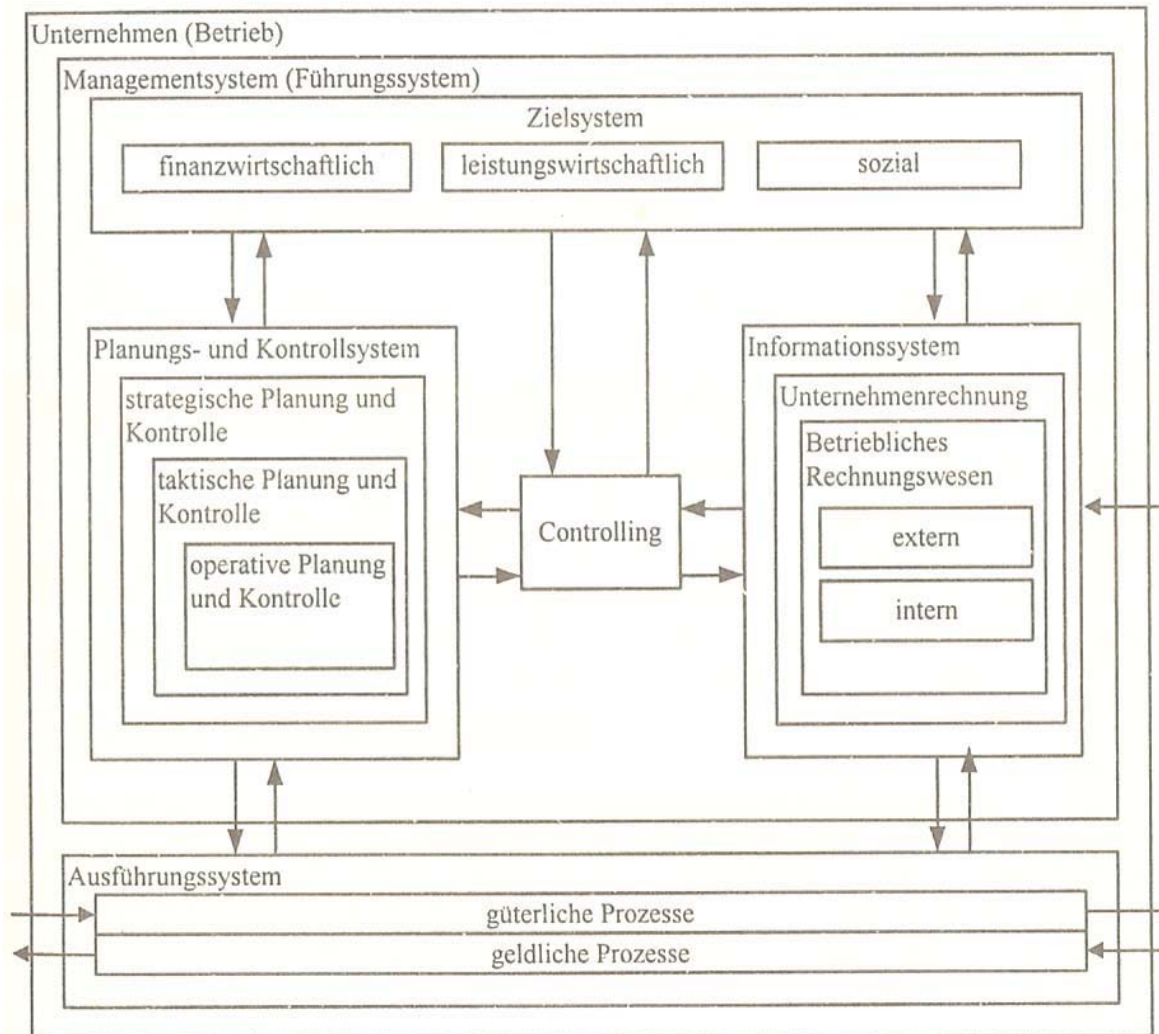 Unternehmen (Betrieb)
Managementsystem (Führungssystem)
Zielsystem
finanzwirtschaftlich
leistungswirtschaftlich
sozial
Planungs- und Kontrollsystem
strategische Planung und
Kontrolle
taktische Planung und
Kontrolle
operative Planung
und Kontrolle
Controlling
Informationssystem
Unternehmenrechnung
Betriebliches
Rechnungswesen
extern
intern
Ausführungssystem
güterliche Prozesse
geldliche Prozesse